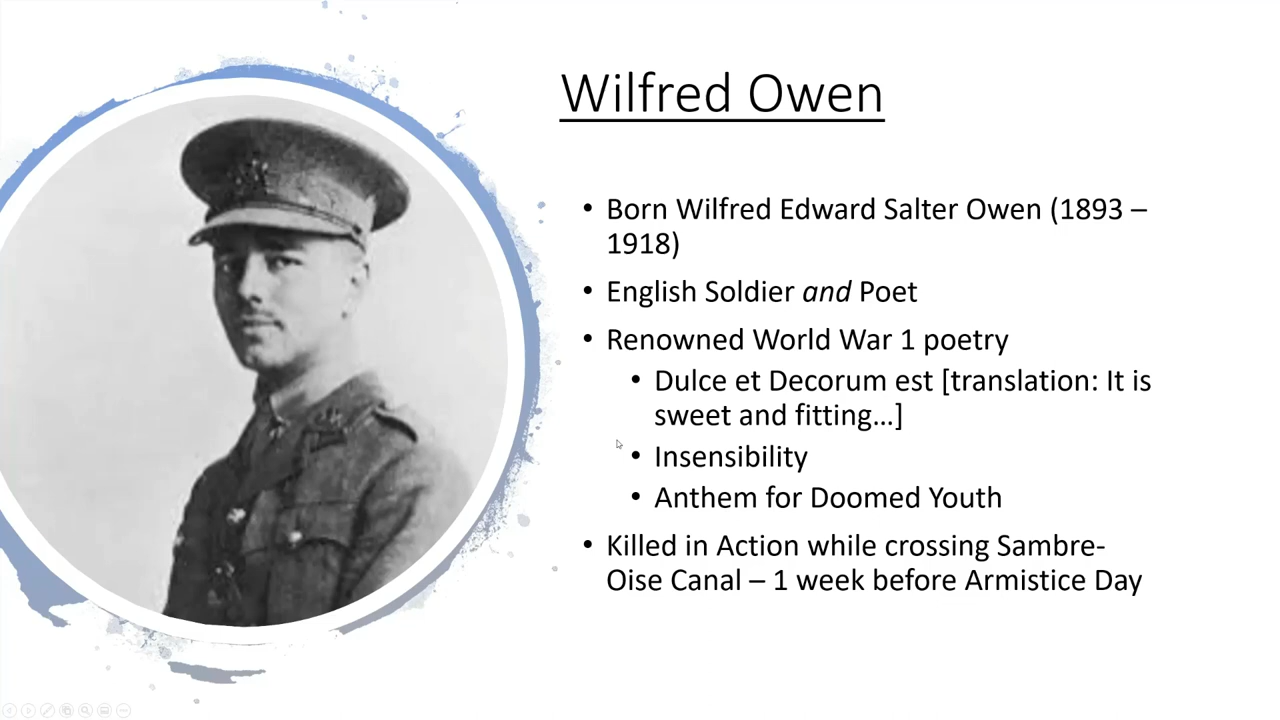 Wilfred Owen
• Born Wilfred Edward Salter Owen (1893 –
1918)
• English Soldier and Poet
• Renowned World War 1 poetry
• Dulce et Decorum est [translation: It is
sweet and fitting…]
• Insensibility
• Anthem for Doomed Youth
• Killed in Action while crossing Sambre-
Oise Canal – 1 week before Armistice Day